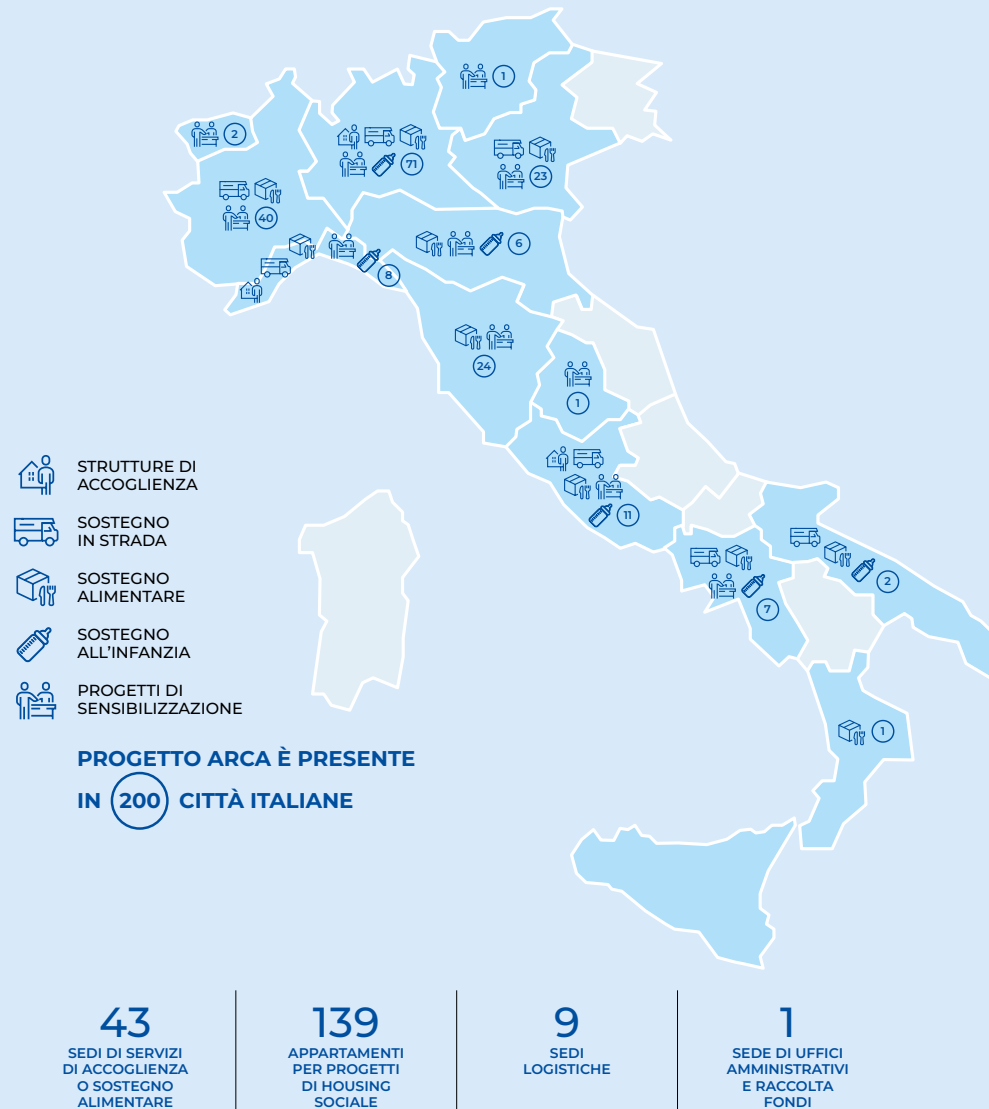 1
2
71
23
40
6
8
24
1
11
2
7
1
STRUTTURE DI
ACCOGLIENZA
SOSTEGNO
IN STRADA
SOSTEGNO
ALIMENTARE
SOSTEGNO
ALL'INFANZIA
PROGETTI DI
SENSIBILIZZAZIONE
PROGETTO ARCA È PRESENTE
IN 200 CITTÀ ITALIANE
43
SEDI DI SERVIZI
DI ACCOGLIENZA
O SOSTEGNO
ALIMENTARE
139
APPARTAMENTI
PER PROGETTI
DI HOUSING
SOCIALE
9
SEDI
LOGISTICHE
1
SEDE DI UFFICI
AMMINISTRATIVI
E RACCOLTA
FONDI